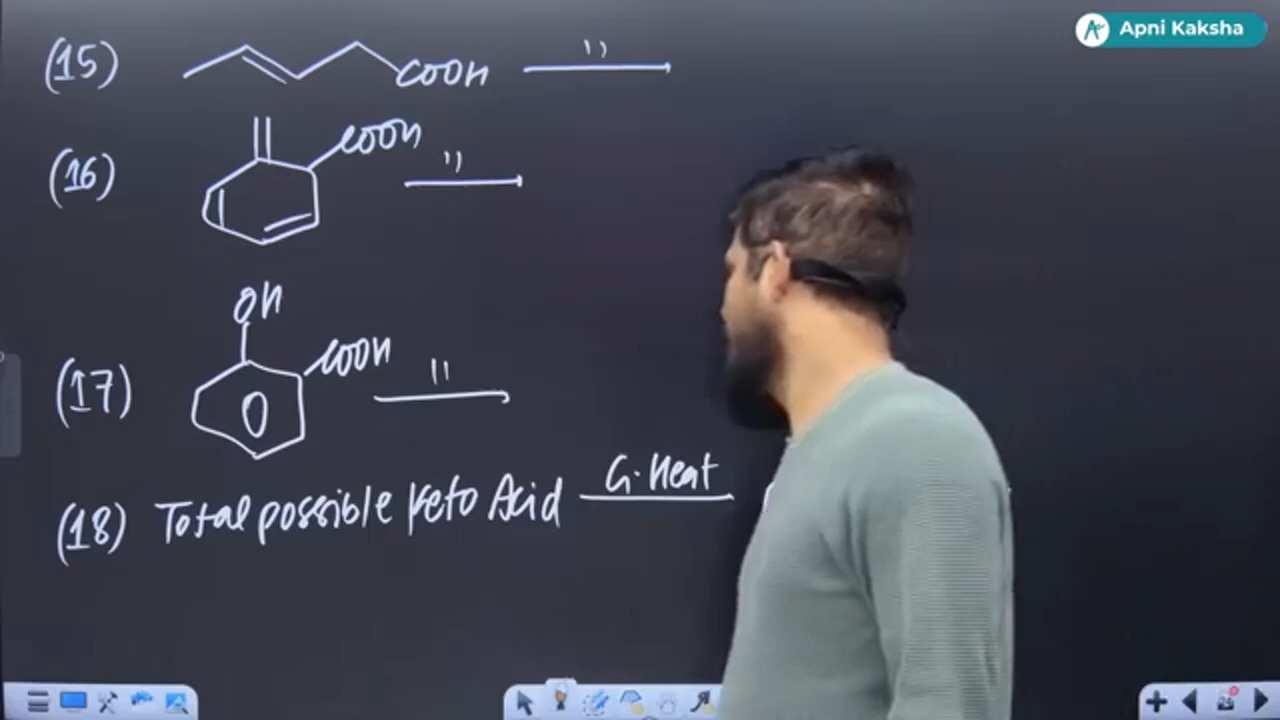 Apni Kaksha
(15) COOH "
(16) COOH "
OH
(17) COOH "
(18) Total possible Keto Acid G.Heat